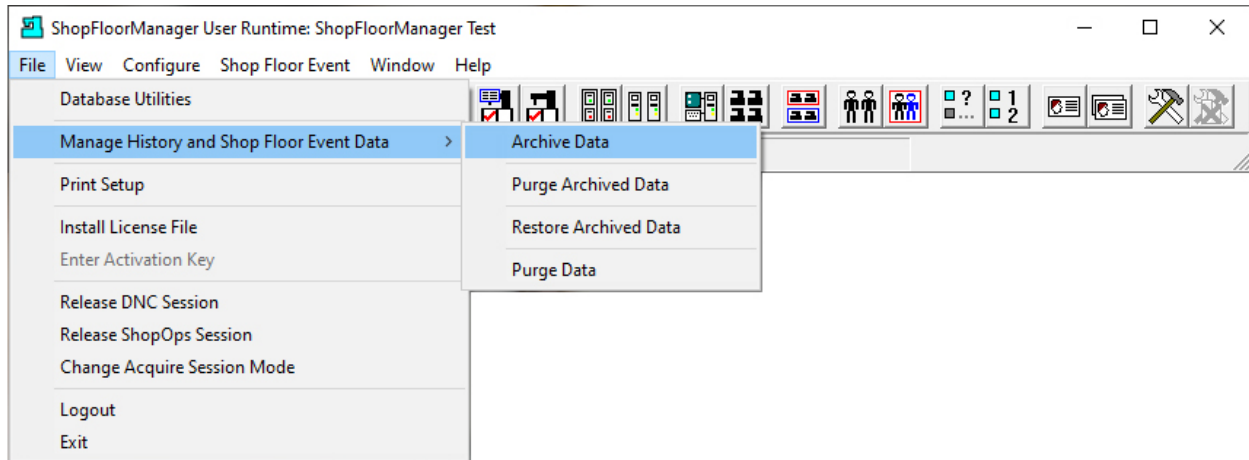 ShopFloorManager User Runtime: ShopFloorManager Test
File View Configure Shop Floor Event Window Help
Database Utilities
Manage History and Shop Floor Event Data
Archive Data
Purge Archived Data
Restore Archived Data
Purge Data
Print Setup
Install License File
Enter Activation Key
Release DNC Session
Release ShopOps Session
Change Acquire Session Mode
Logout
Exit
? 1
... 2